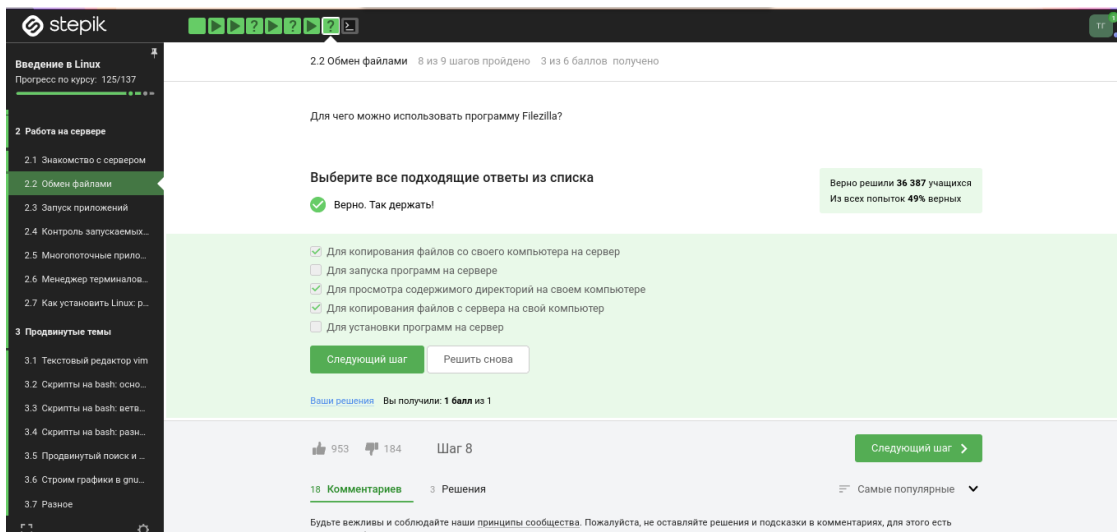 stepik
ТГ
1
Введение в Linux
Прогресс по курсу: 125/137
2 Работа на сервере
2.1 Знакомство с сервером
2.2 Обмен файлами
2.3 Запуск приложений
2.4 Контроль запускаемых...
2.5 Многопоточные прило...
2.6 Менеджер терминалов...
2.7 Как установить Linux: р...
3 Продвинутые темы
3.1 Текстовый редактор vim
3.2 Скрипты на bash: осно...
3.3 Скрипты на bash: ветв...
3.4 Скрипты на bash: разн...
3.5 Продвинутый поиск и ...
3.6 Строим графики в gnu...
3.7 Разное
2.2 Обмен файлами 8 из 9 шагов пройдено 3 из 6 баллов получено
Для чего можно использовать программу Filezilla?
Выберите все подходящие ответы из списка
Верно. Так держать!
Верно решили 36 387 учащихся
Из всех попыток 49% верных
Для копирования файлов со своего компьютера на сервер
Для запуска программ на сервере
Для просмотра содержимого директорий на своем компьютере
Для копирования файлов с сервера на свой компьютер
Для установки программ на сервер
Следующий шаг Решить снова
Ваши решения Вы получили: 1 балл из 1
953 184 Шаг 8 Следующий шаг
18 Комментариев 3 Решения Самые популярные
Будьте вежливы и соблюдайте наши принципы сообщества. Пожалуйста, не оставляйте решения и подсказки в комментариях, для этого есть